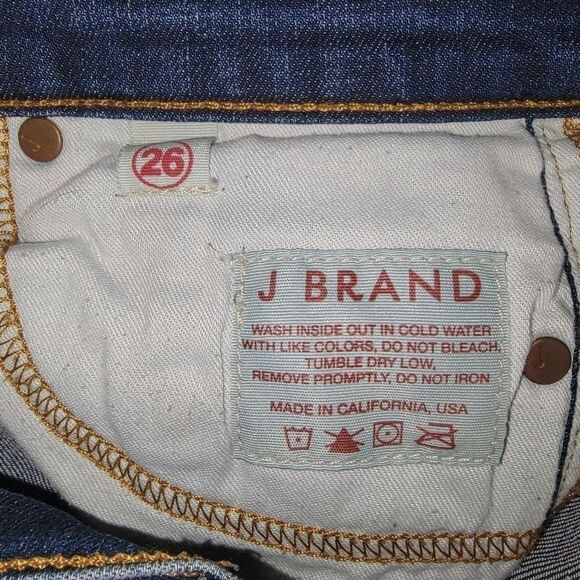 26
J BRAND
WASH INSIDE OUT IN COLD WATER
WITH LIKE COLORS, DO NOT BLEACH,
TUMBLE DRY LOW,
REMOVE PROMPTLY, DO NOT IRON
MADE IN CALIFORNIA, USA